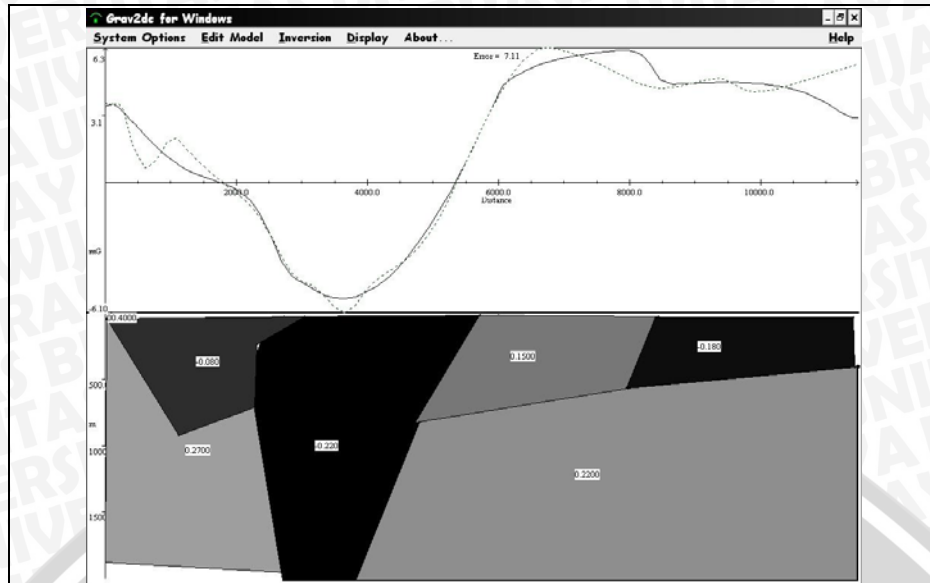 Grav2dc for Windows
System Options Edit Model Inversion Display About... Help
6.3
Error = 7.11
3.1
2000.0 4000.0 6000.0 8000.0 10000.0
Distance
mG
-6.10
00.4000
-0.080
0.1500
-0.180
500.
m
1000
0.2700
-0.220
0.2200
1500